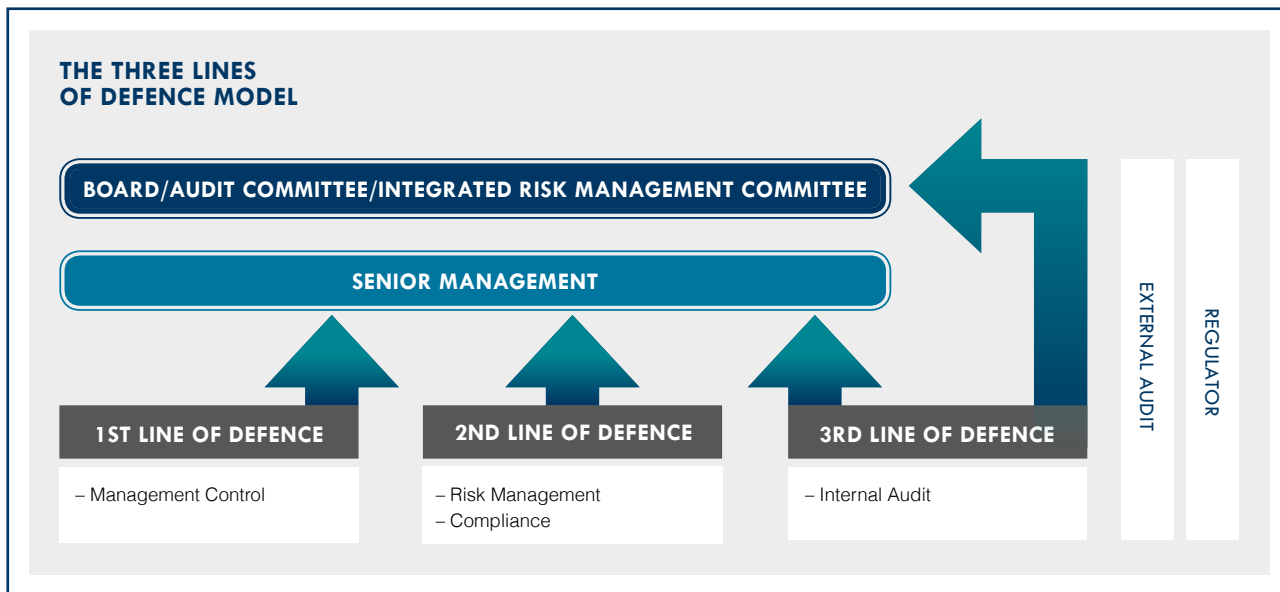 THE THREE LINES
OF DEFENCE MODEL
BOARD/AUDIT COMMITTEE/INTEGRATED RISK MANAGEMENT COMMITTEE
SENIOR MANAGEMENT
1ST LINE OF DEFENCE
– Management Control
2ND LINE OF DEFENCE
– Risk Management
– Compliance
3RD LINE OF DEFENCE
– Internal Audit
EXTERNAL AUDIT
REGULATOR